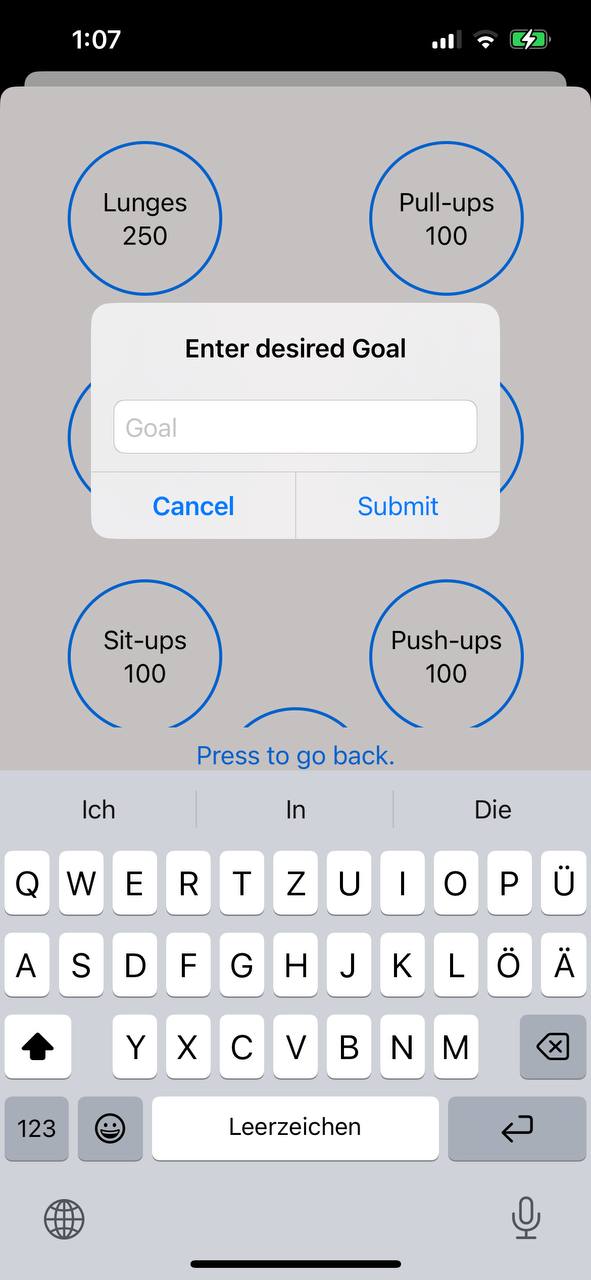 1:07
Lunges
250
Pull-ups
100
Enter desired Goal
Goal
Cancel
Submit
Sit-ups
100
Push-ups
100
Press to go back.
Ich In Die
Q W E R T Z U I O P Ü
A S D F G H J K L Ö Ä
Y X C V B N M
123 Leerzeichen